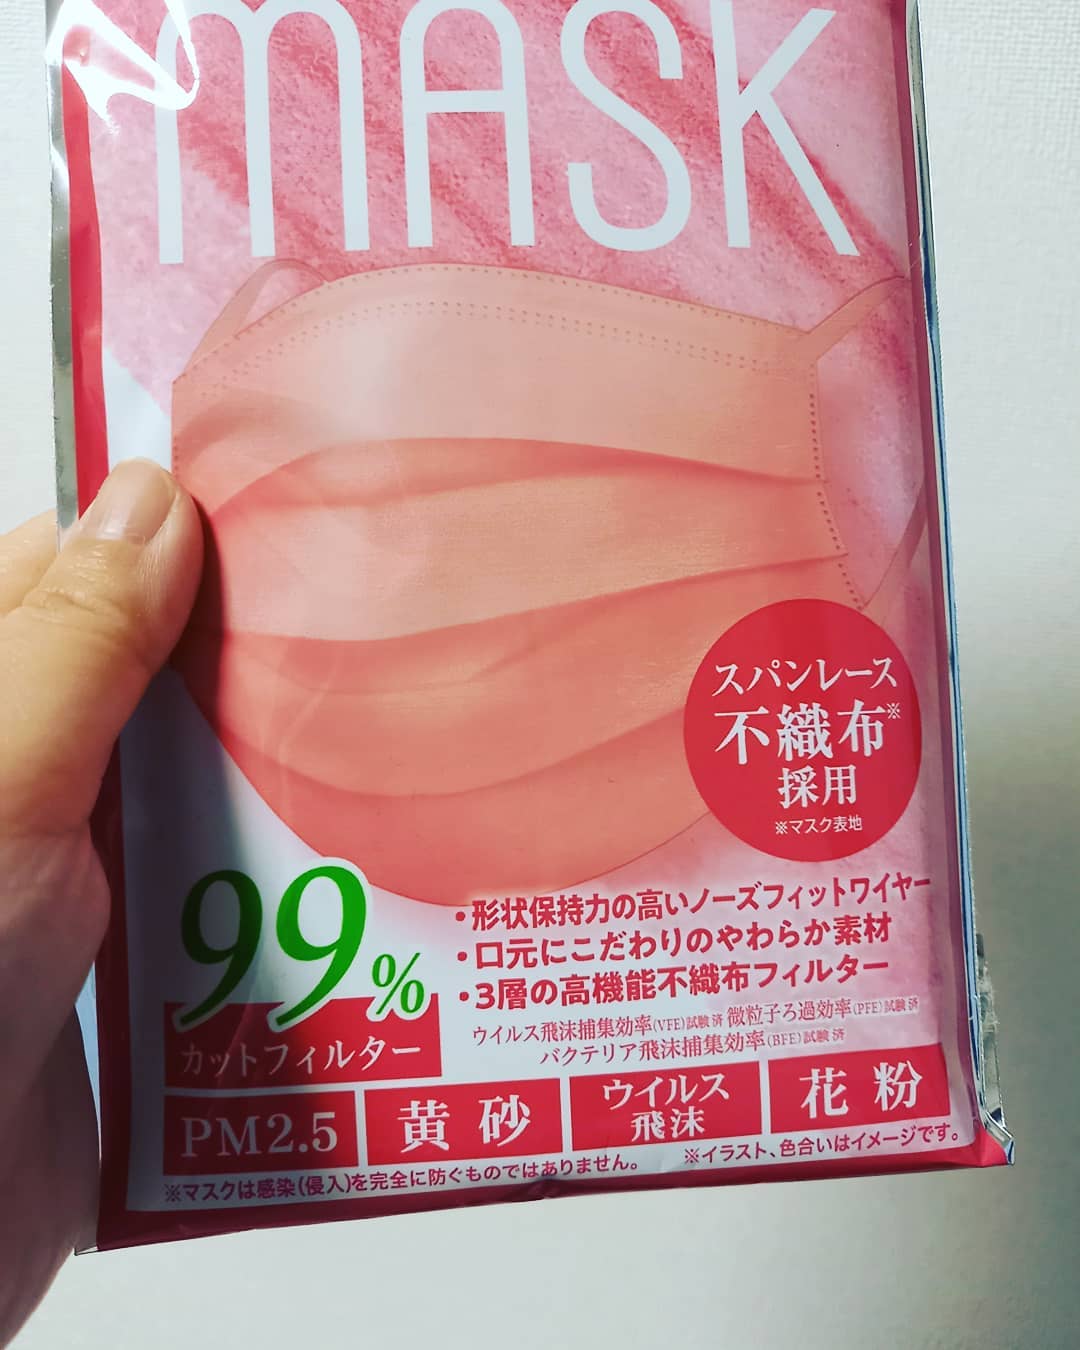 MASK
スパンレース
不織布※
採用
※マスク表地
99%
カットフィルター
・形状保持力の高いノーズフィットワイヤー
・口元にこだわりのやわらか素材
・3層の高機能不織布フィルター
ウイルス飛沫捕集効率(VFE)試験済 微粒子ろ過効率(PFE)試験済
バクテリア飛沫捕集効率(BFE)試験済
PM2.5
黄砂
ウイルス
飛沫
花粉
※マスクは感染(侵入)を完全に防ぐものではありません。
※イラスト、色合いはイメージです。